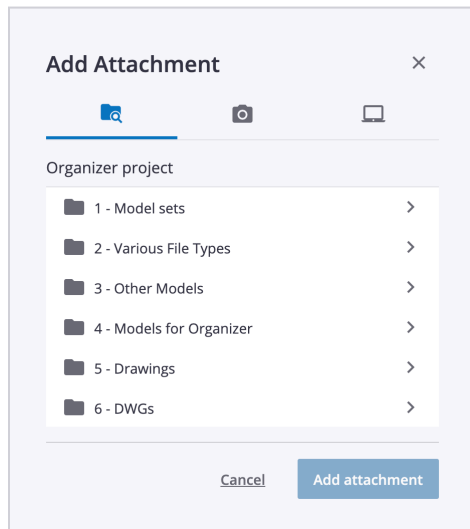 Add Attachment
Organizer project
1 - Model sets
2 - Various File Types
3 - Other Models
4 - Models for Organizer
5 - Drawings
6 - DWGs
Cancel Add attachment